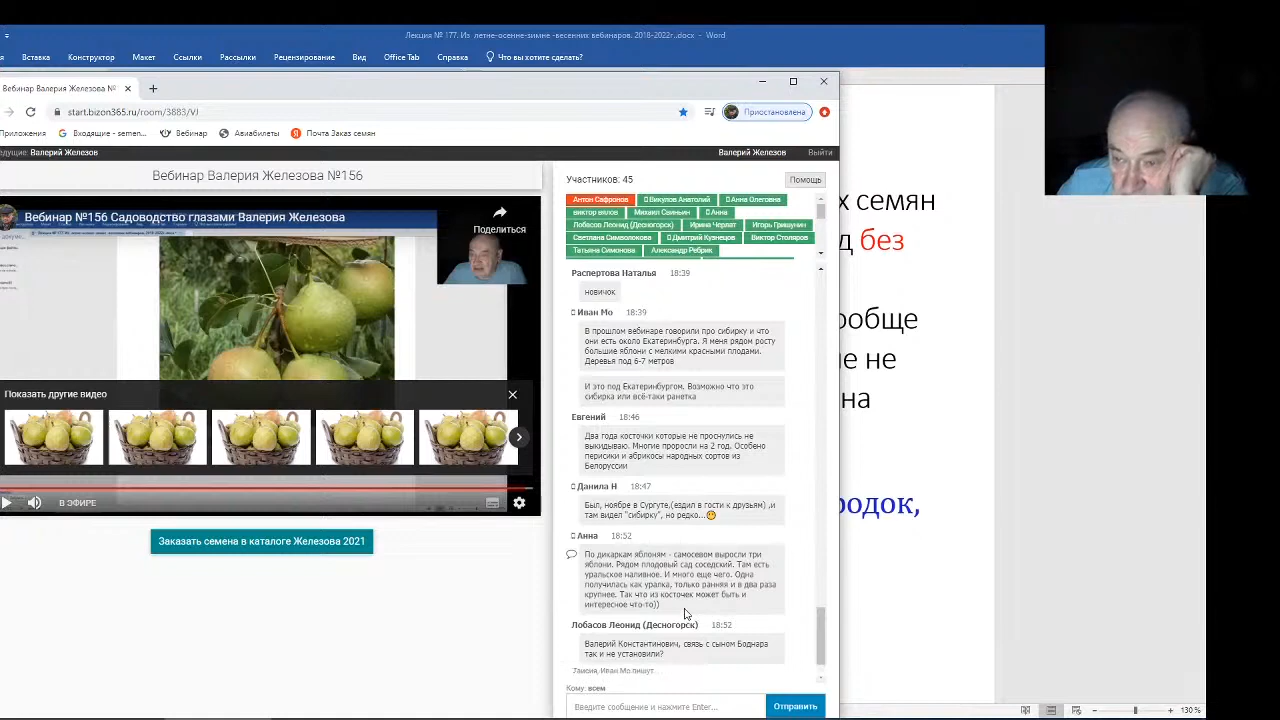 Лекция № 177. Из летне-осенне-зимне -весенних вебинаров. 2018-2022г..docx - Word
Вставка Конструктор Макет Ссылки Рассылки Рецензирование Вид Office Tab Справка Что вы хотите сделать?
Вебинар Валерия Железова №
start.bizon365.ru/room/3883/VJ
Приостановлена
Приложения Входящие - semen... Вебинар Авиабилеты Почта Заказ семян
Валерий Железов
Валерий Железов Выйти
Вебинар Валерия Железова №156
Вебинар №156 Садоводство глазами Валерия Железова
Поделиться
Показать другие видео
В ЭФИРЕ
Заказать семена в каталоге Железова 2021
Участников: 45
Помощь
Антон Сафронов Викулов Анатолий Анна Олеговна
виктор вялов Михаил Свиньин Анна
Лобасов Леонид (Десногорск) Ирина Черват Игорь Гришунин
Светлана Символокова Дмитрий Кузнецов Виктор Столяров
Татьяна Симонова Александр Ребрик
Распертова Наталья 18:39
новичок
Иван Мо 18:39
В прошлом вебинаре говорили про сибирку и что
они есть около Екатеринбурга. Я меня рядом росту
большие яблони с мелкими красными плодами.
Деревья под 6-7 метров
И это под Екатеринбургом. Возможно что это
сибирка или всё-таки ранетка
Евгений 18:46
Два года косточки которые не проснулись не
выкидываю. Многие проросли на 2 год. Особено
персики и абрикосы народных сортов из
Белоруссии
Данила Н 18:47
Был, ноябре в Сургуте,(ездил в гости к друзьям) ,и
там видел "сибирку", но редко...
Анна 18:52
По дикаркам яблоням - самосевом выросли три
яблони. Рядом плодовый сад соседский. Там есть
уральское наливное. И много еще чего. Одна
получилась как уралка, только ранняя и в два раза
крупнее. Так что из косточек может быть и
интересное что-то))
Лобасов Леонид (Десногорск) 18:52
Валерий Константинович, связь с сыном Боднара
так и не установили?
Таисия, Иван Мо пишут
Кому: всем
Введите сообщение и нажмите Enter...
Отправить
х семян
д без
ообще
не не
на
родок,
130 %